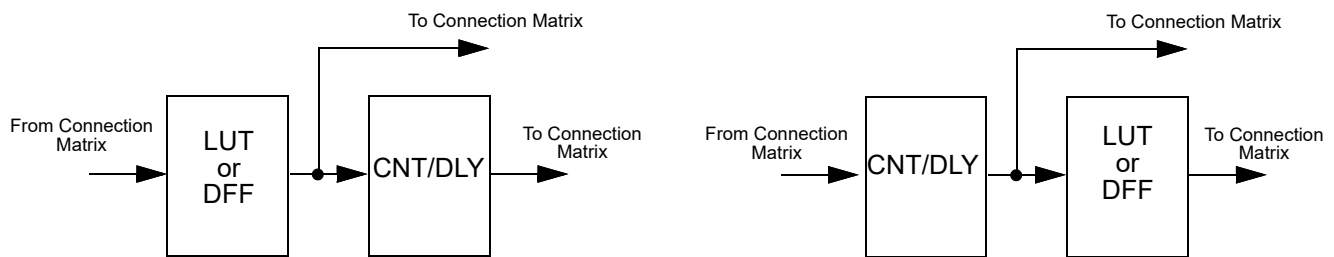 To Connection Matrix
From Connection
Matrix
LUT
or
DFF
CNT/DLY
To Connection
Matrix
To Connection Matrix
From Connection
Matrix
CNT/DLY
LUT
or
DFF
To Connection
Matrix